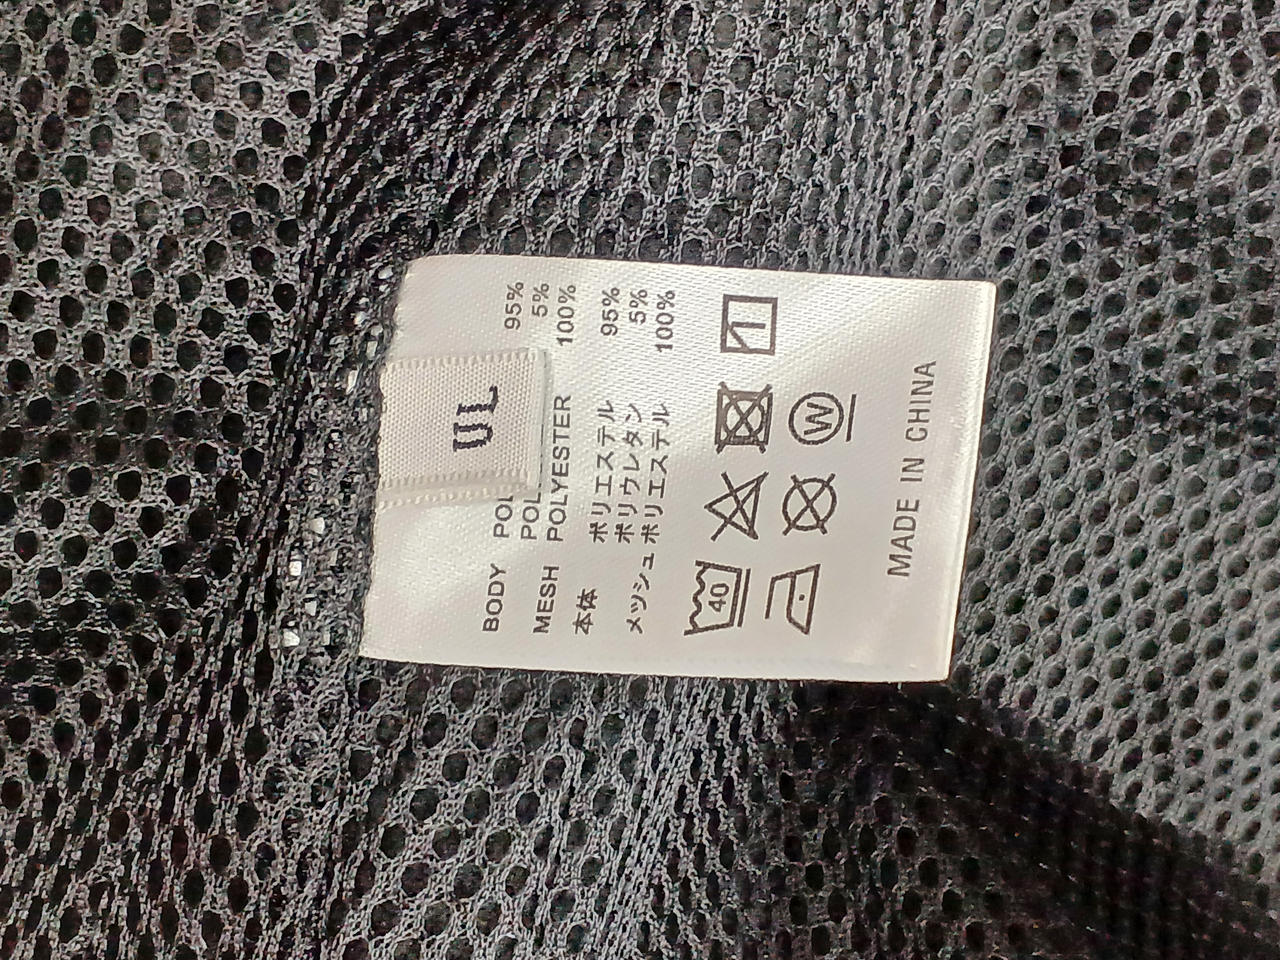 UL
BODY POL 95%
POL 5%
MESH POLYESTER 100%
本体 ポリエステル 95%
ポリウレタン 5%
メッシュ ポリエステル 100%
40
W
MADE IN CHINA